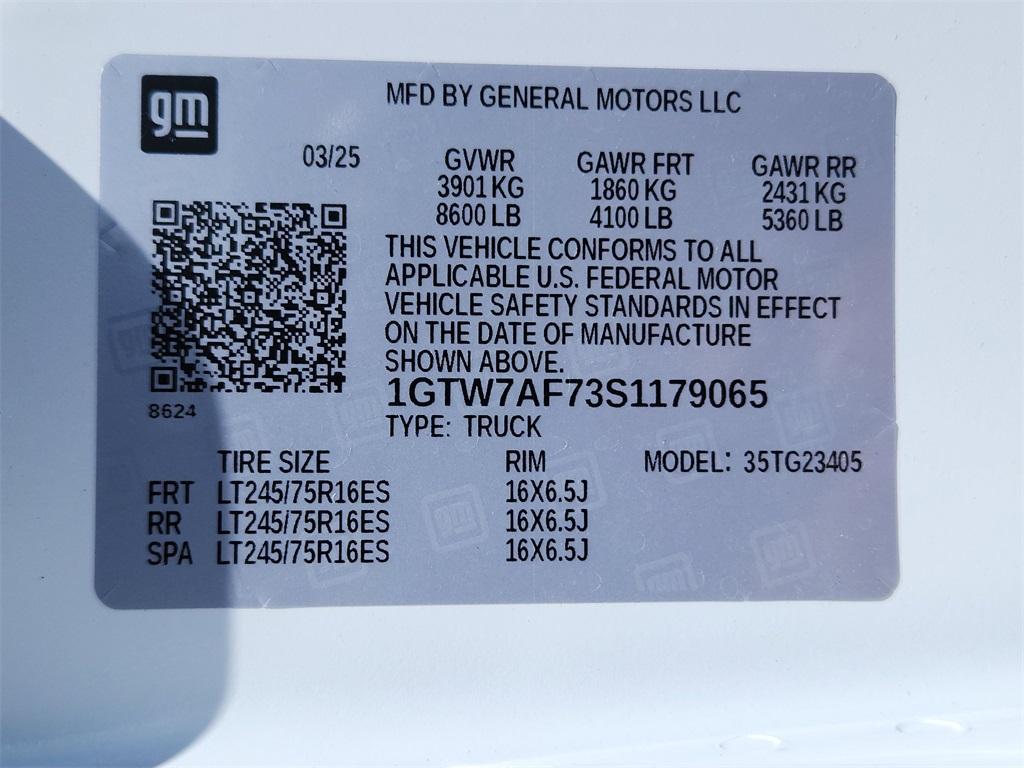 gm
MFD BY GENERAL MOTORS LLC
03/25 GVWR GAWR FRT GAWR RR
3901 KG 1860 KG 2431 KG
8600 LB 4100 LB 5360 LB
THIS VEHICLE CONFORMS TO ALL
APPLICABLE U.S. FEDERAL MOTOR
VEHICLE SAFETY STANDARDS IN EFFECT
ON THE DATE OF MANUFACTURE
SHOWN ABOVE.
1GTW7AF73S1179065
8624
TYPE: TRUCK
TIRE SIZE RIM MODEL: 35TG23405
FRT LT245/75R16ES 16X6.5J
RR LT245/75R16ES 16X6.5J
SPA LT245/75R16ES 16X6.5J